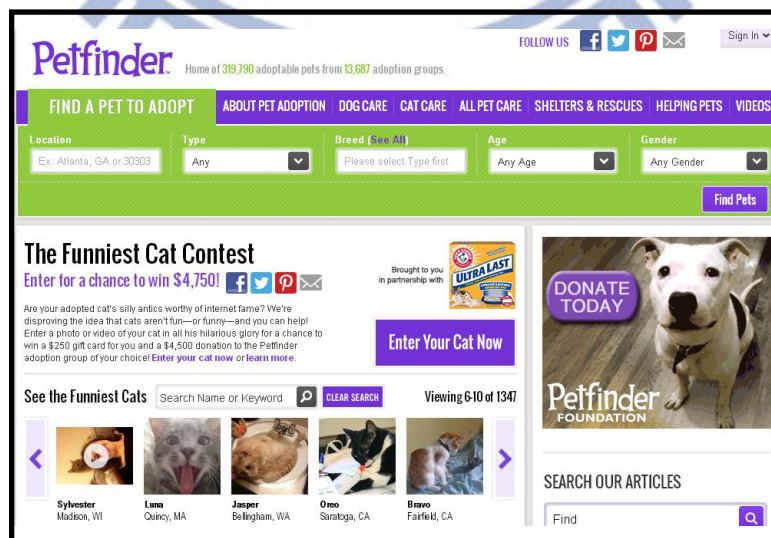 FOLLOW US
Sign In
Petfinder
Home of 319,790 adoptable pets from 13,687 adoption groups.
FIND A PET TO ADOPT ABOUT PET ADOPTION DOG CARE CAT CARE ALL PET CARE SHELTERS & RESCUES HELPING PETS VIDEOS
Location Type Breed (See All) Age Gender
Ex: Atlanta, GA or 30303 Any Please select Type first Any Age Any Gender
Find Pets
The Funniest Cat Contest
Enter for a chance to win $4,750!
Are your adopted cat's silly antics worthy of internet fame? We're
disproving the idea that cats aren't fun—or funny—and you can help!
Enter a photo or video of your cat in all his hilarious glory for a chance to
win a $250 gift card for you and a $4,500 donation to the Petfinder
adoption group of your choice! Enter your cat now or learn more.
Brought to you
in partnership with
ARM & HAMMER
ULTRA LAST
Enter Your Cat Now
See the Funniest Cats Search Name or Keyword CLEAR SEARCH Viewing 6-10 of 1347
Sylvester Luna Jasper Oreo Bravo
Madison, WI Quincy, MA Bellingham, WA Saratoga, CA Fairfield, CA
DONATE
TODAY
Petfinder
FOUNDATION
SEARCH OUR ARTICLES
Find